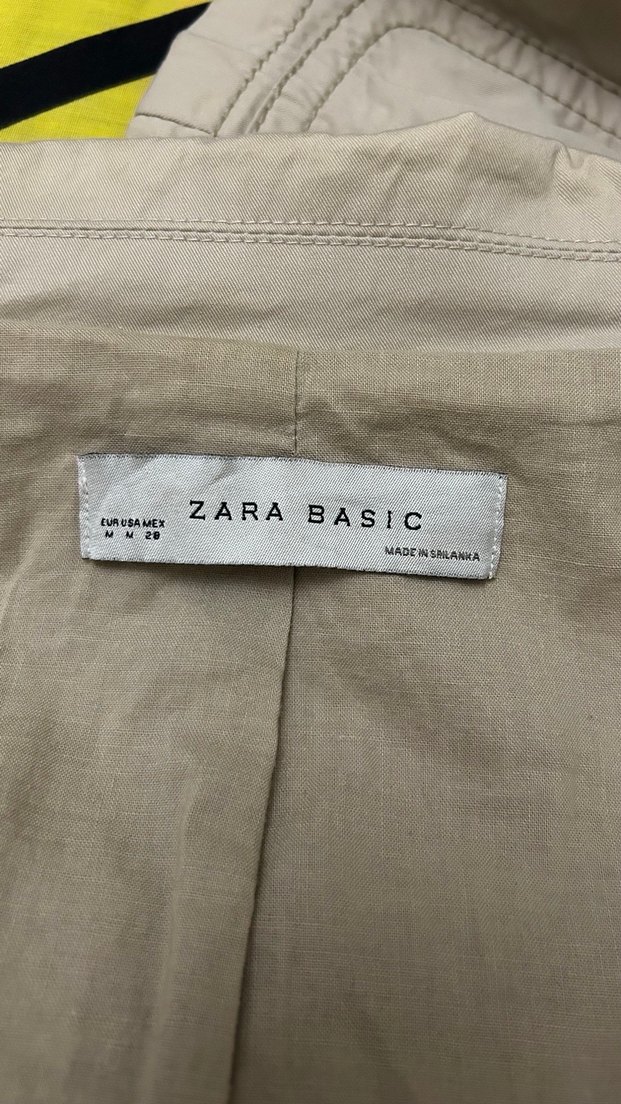 ZARA BASIC
EUR USA MEX
M M 28
MADE IN SRILANKA